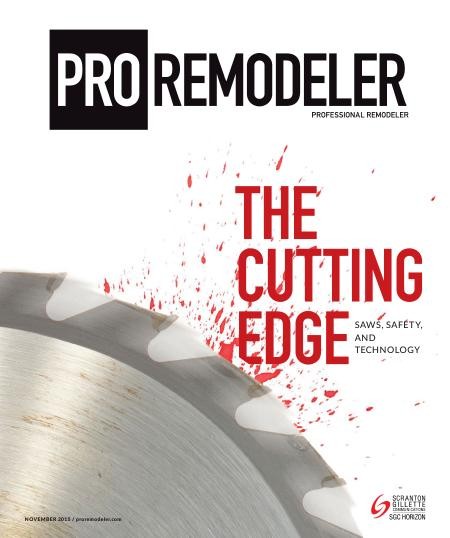 PRO REMODELER
PROFESSIONAL REMODELER
THE
CUTTING
EDGE
SAWS, SAFETY,
AND
TECHNOLOGY
SCRANTON
GILLETTE
COMMUNICATIONS
SGC HORIZON
NOVEMBER 2015 / proremodeler.com